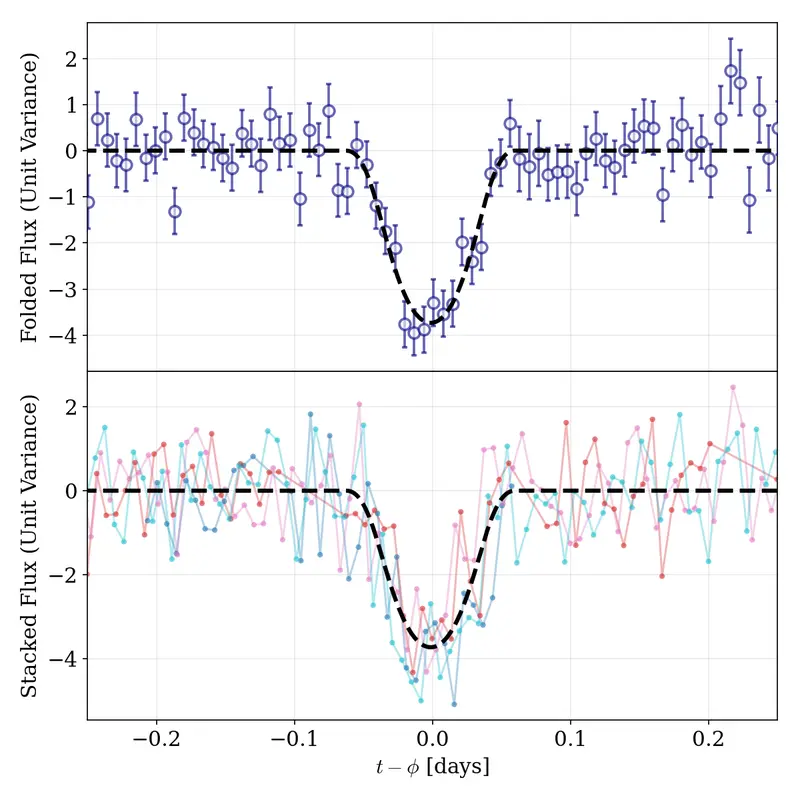 Folded Flux (Unit Variance)
2
1
0
−1
−2
−3
−4
Stacked Flux (Unit Variance)
2
0
−2
−4
−0.2 −0.1 0.0 0.1 0.2
t − ϕ [days]